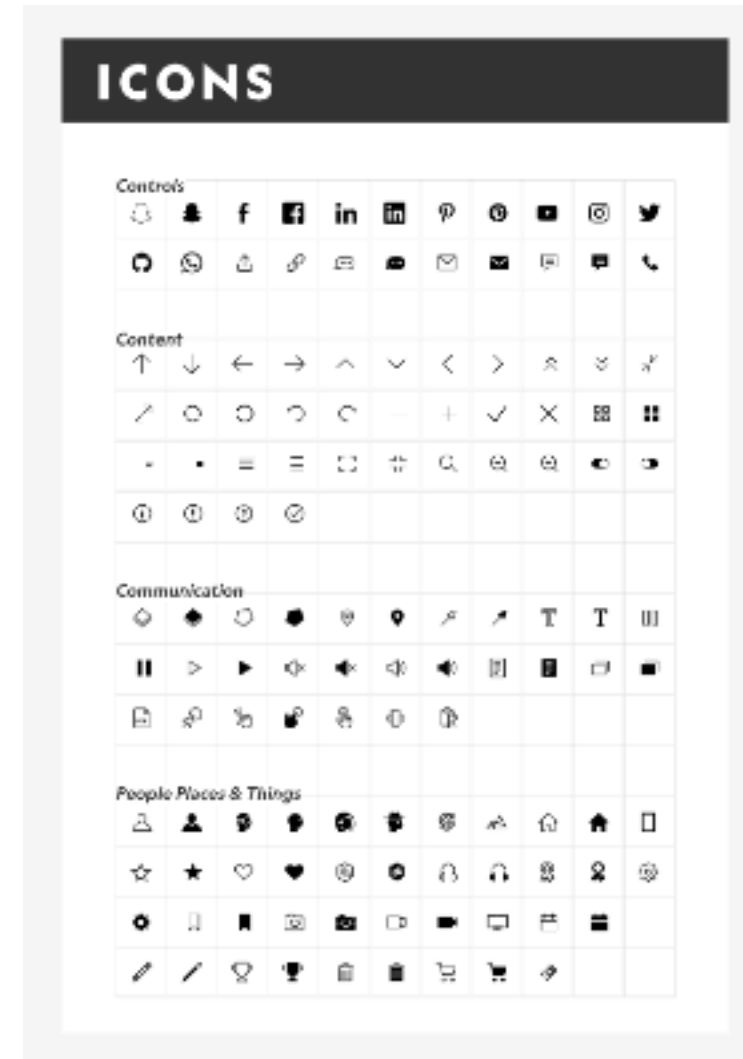 ICONS
Controls
Content
Communication
People Places & Things